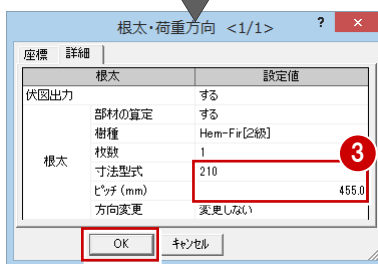 根太・荷重方向 <1/1> ? ×
座標 詳細
根太 設定値
伏図出力 する
部材の算定 する
樹種 Hem-Fir[2級]
根太 枚数 1
寸法型式 210
ﾋﾟｯﾁ (mm) 455.0
方向変更 変更しない
3
OK ｷｬﾝｾﾙ